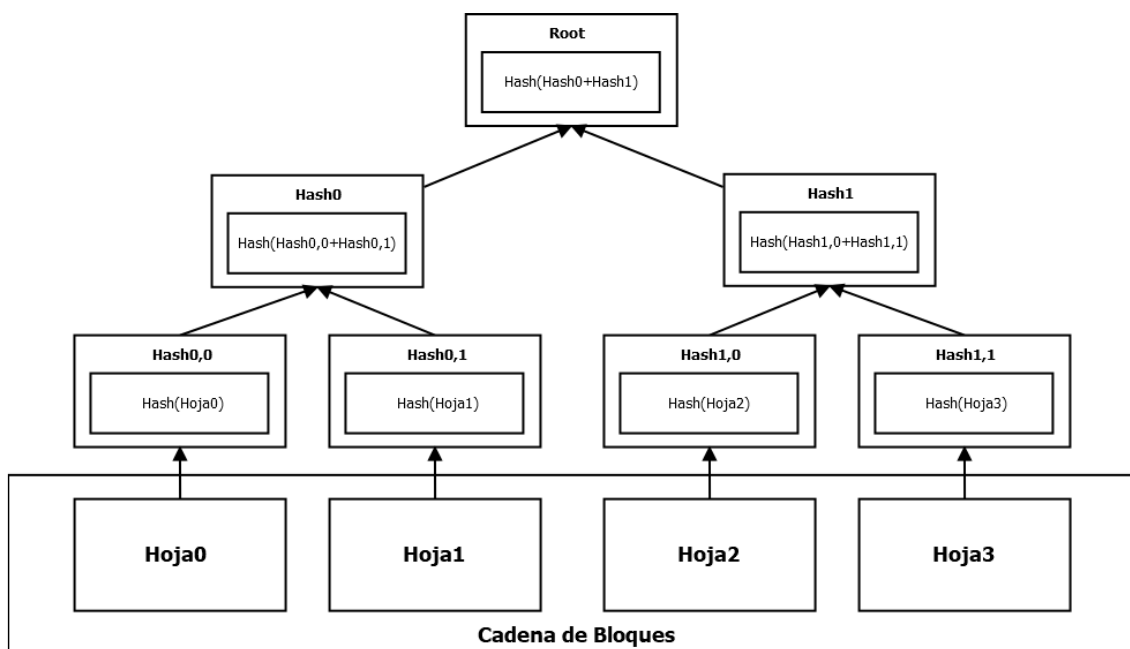 Root
Hash(Hash0+Hash1)
Hash0
Hash(Hash0,0+Hash0,1)
Hash1
Hash(Hash1,0+Hash1,1)
Hash0,0
Hash(Hoja0)
Hash0,1
Hash(Hoja1)
Hash1,0
Hash(Hoja2)
Hash1,1
Hash(Hoja3)
Hoja0
Hoja1
Hoja2
Hoja3
Cadena de Bloques